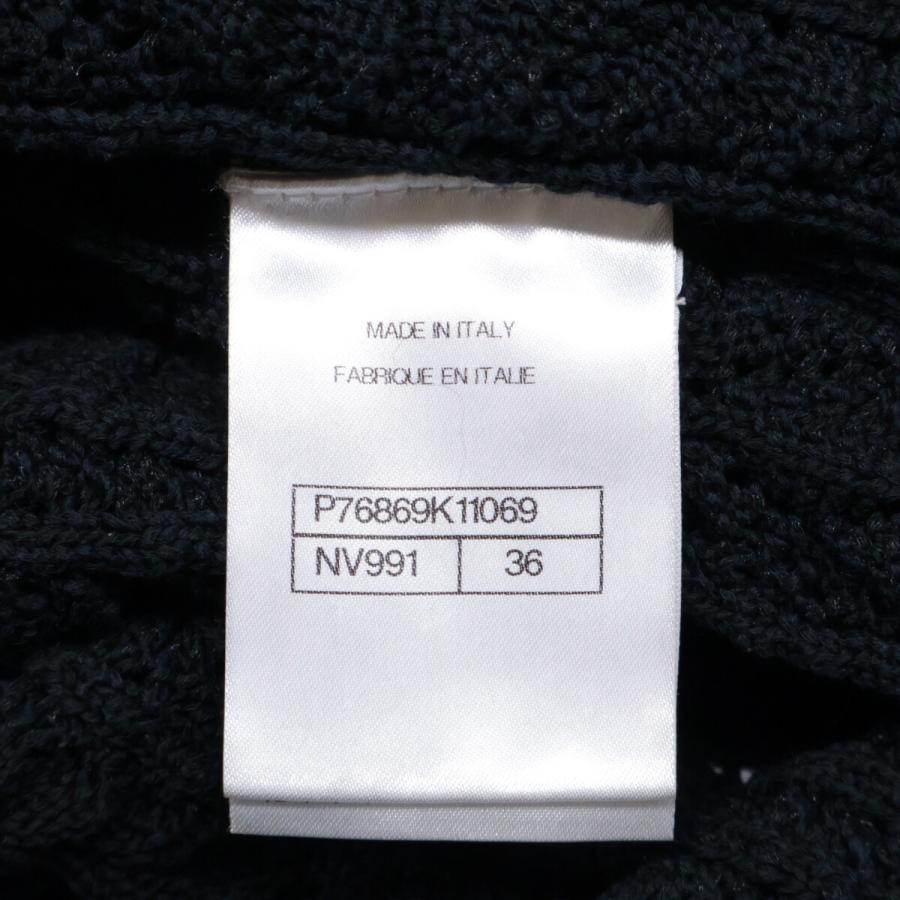 MADE IN ITALY
FABRIQUE EN ITALIE
P76869K11069
NV991 36